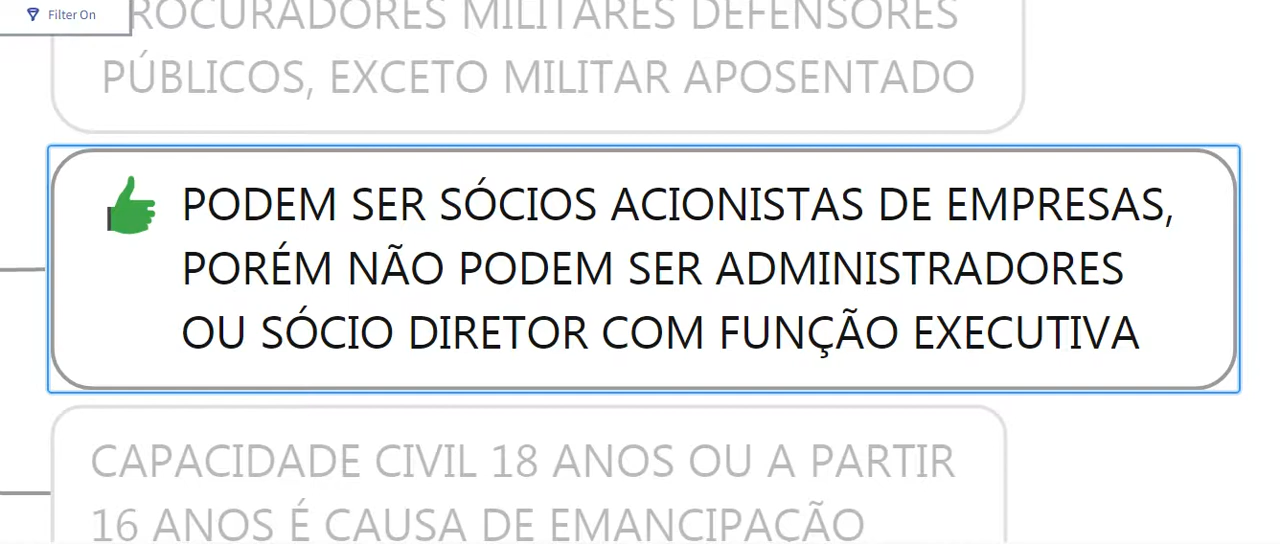 Filter On
PROCURADORES MILITARES DEFENSORES
PÚBLICOS, EXCETO MILITAR APOSENTADO
PODEM SER SÓCIOS ACIONISTAS DE EMPRESAS,
PORÉM NÃO PODEM SER ADMINISTRADORES
OU SÓCIO DIRETOR COM FUNÇÃO EXECUTIVA
CAPACIDADE CIVIL 18 ANOS OU A PARTIR
16 ANOS É CAUSA DE EMANCIPAÇÃO